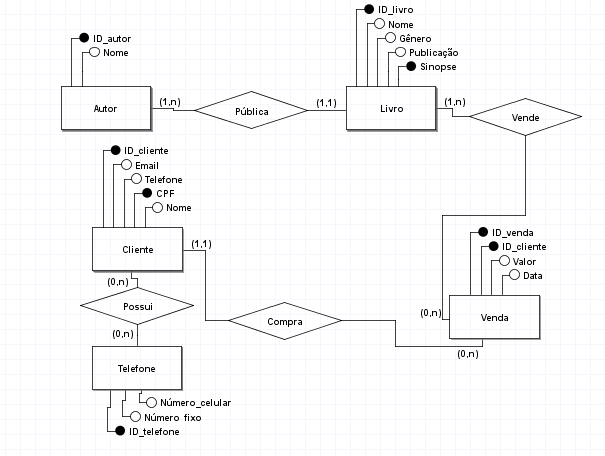 ID_livro
Nome
Gênero
Publicação
Sinopse
ID_autor
Nome
Autor
(1,n)
Pública
(1,1)
Livro
(1,n)
Vende
ID_cliente
Email
Telefone
CPF
Nome
Cliente
(1,1)
(0,n)
Possui
(0,n)
Compra
ID_venda
ID_cliente
Valor
Data
(0,n)
Venda
(0,n)
Telefone
Número_celular
Número fixo
ID_telefone